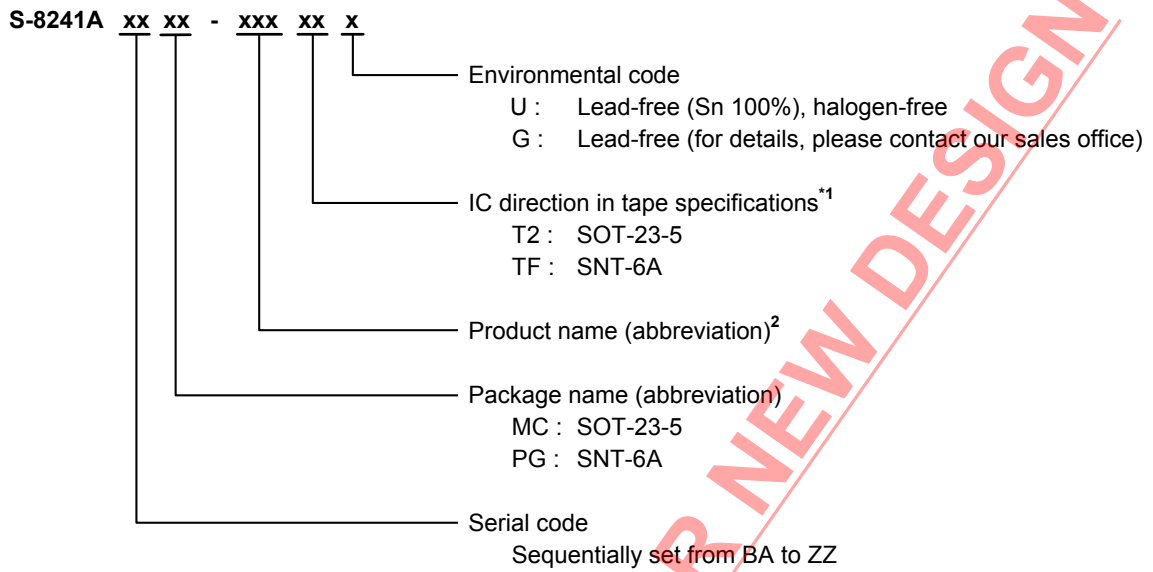 S-8241A xx xx - xxx xx x
Environmental code
U : Lead-free (Sn 100%), halogen-free
G : Lead-free (for details, please contact our sales office)
IC direction in tape specifications*1
T2 : SOT-23-5
TF : SNT-6A
Product name (abbreviation)2
Package name (abbreviation)
MC : SOT-23-5
PG : SNT-6A
Serial code
Sequentially set from BA to ZZ
R NEW DESIGN